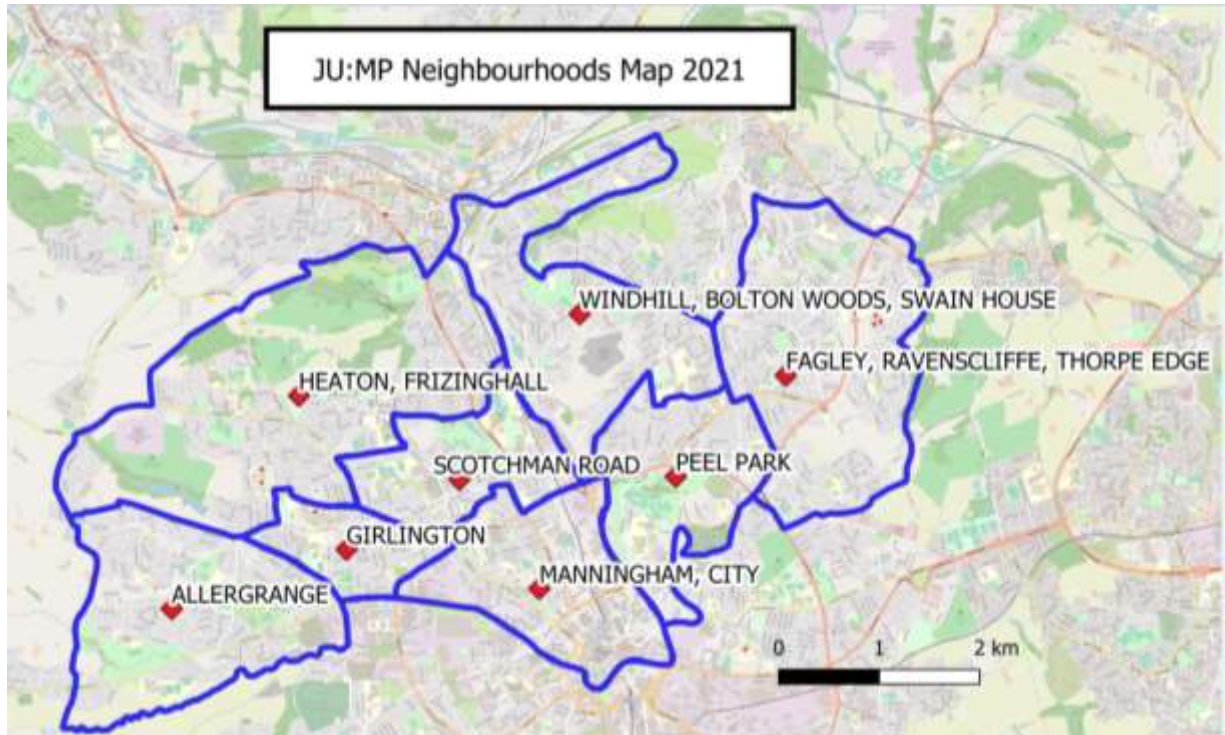 JU:MP Neighbourhoods Map 2021
WINDHILL, BOLTON WOODS, SWAIN HOUSE
FAGLEY, RAVENSCLIFFE, THORPE EDGE
HEATON, FRIZINGHALL
SCOTCHMAN ROAD
PEEL PARK
GIRLINGTON
MANNINGHAM, CITY
ALLERGRANGE
0 1 2 km